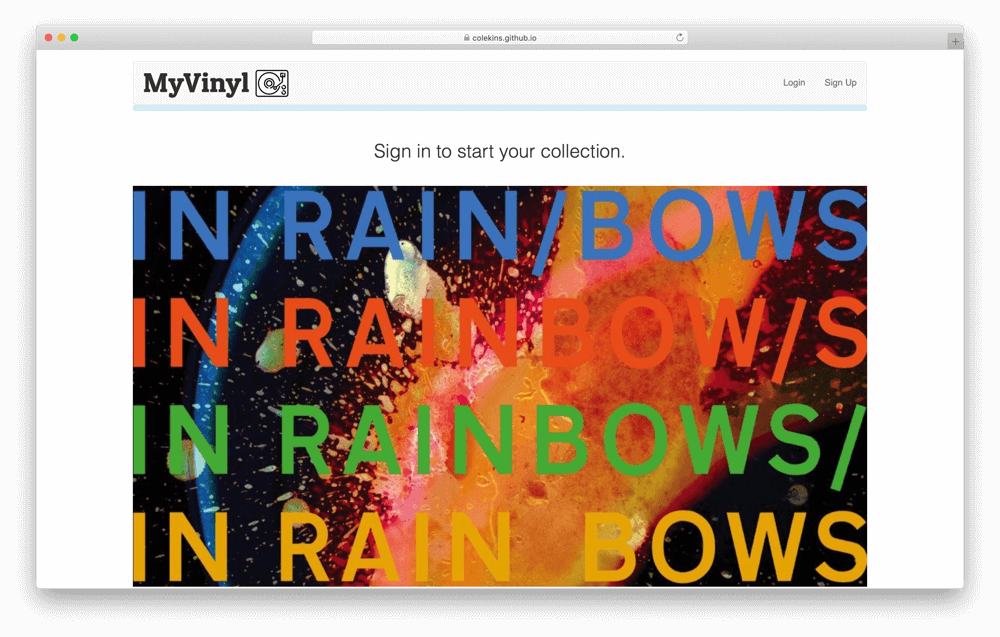 colekins.github.io
MyVinyl
Login
Sign Up
Sign in to start your collection.
IN RAIN/BOWS
IN RAINBOW/S
IN RAINBOWS/
IN RAIN BOWS